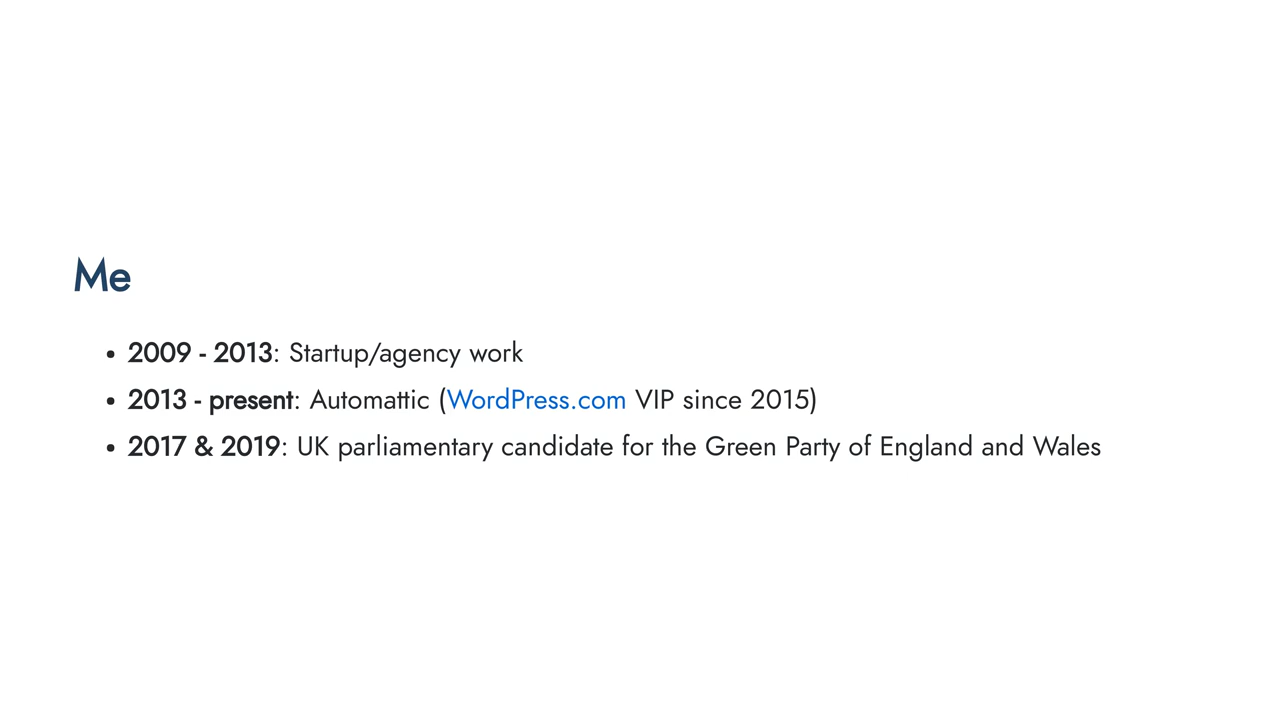 Me
• 2009 - 2013: Startup/agency work
• 2013 - present: Automattic (WordPress.com VIP since 2015)
• 2017 & 2019: UK parliamentary candidate for the Green Party of England and Wales